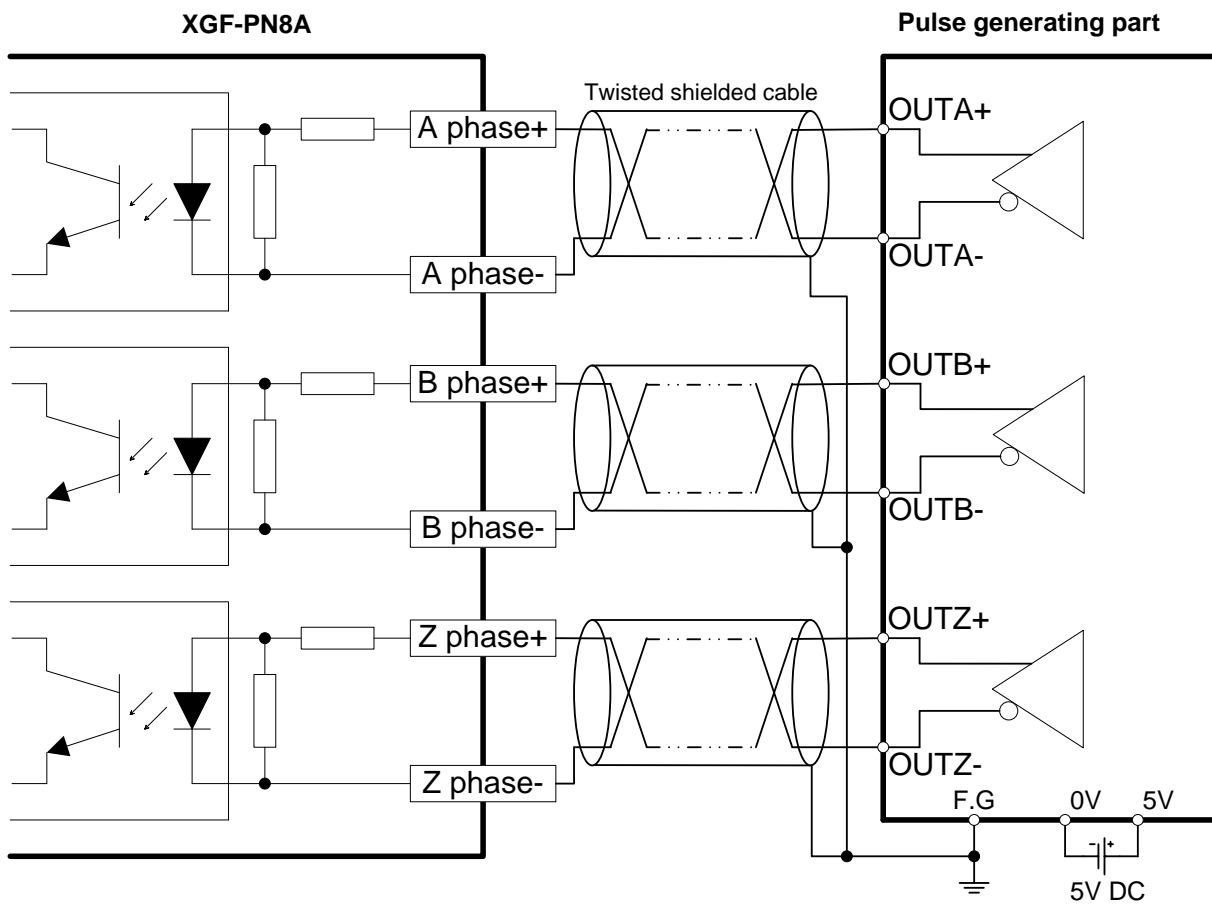 XGF-PN8A
Pulse generating part
Twisted shielded cable
A phase+
OUTA+
A phase-
OUTA-
B phase+
OUTB+
B phase-
OUTB-
Z phase+
OUTZ+
Z phase-
OUTZ-
F.G
0V
5V
- +
5V DC